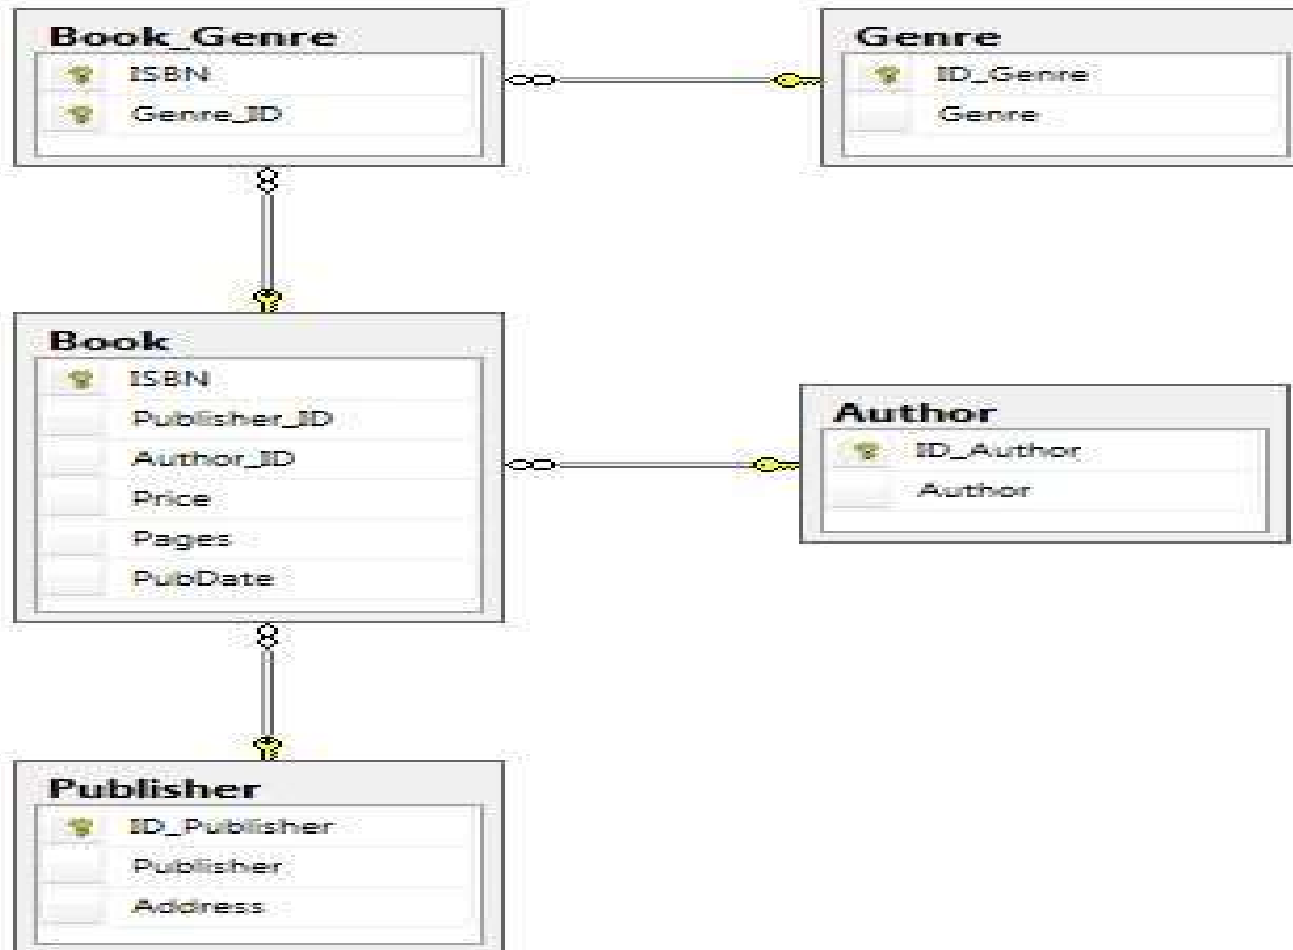 Book_Genre
ISBN
Genre_ID
Genre
ID_Genre
Genre
Book
ISBN
Publisher_ID
Author_ID
Price
Pages
PubDate
Author
ID_Author
Author
Publisher
ID_Publisher
Publisher
Address